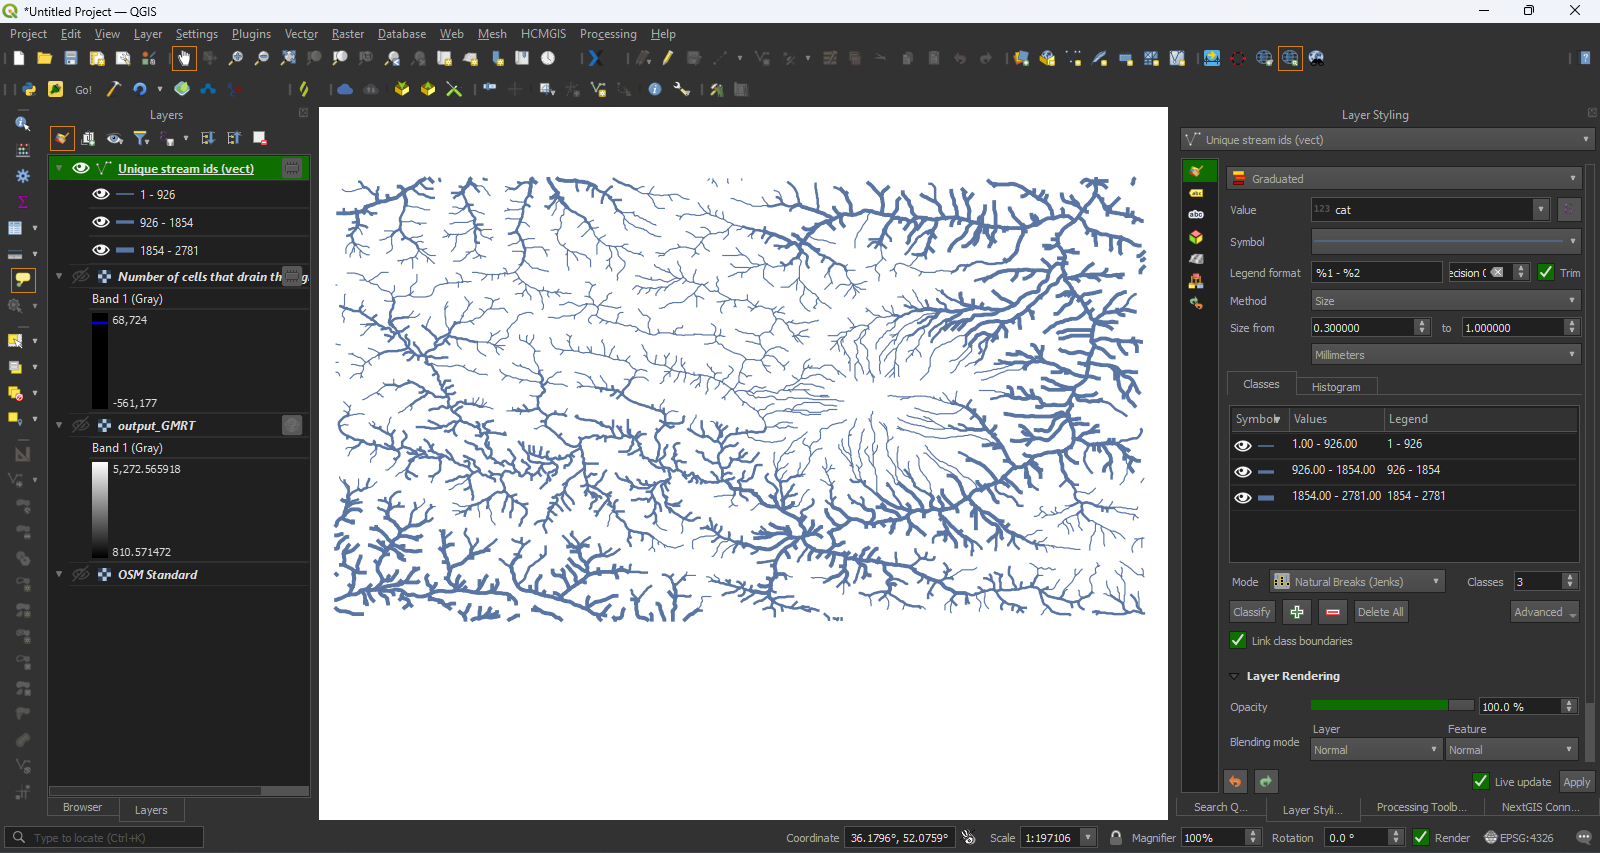 *Untitled Project — QGIS
Project Edit View Layer Settings Plugins Vector Raster Database Web Mesh HCMGIS Processing Help
Go!
Layers
Unique stream ids (vect)
1 - 926
926 - 1854
1854 - 2781
Number of cells that drain th
Band 1 (Gray)
68,724
-561,177
output_GMRT
Band 1 (Gray)
5,272.565918
810.571472
OSM Standard
Browser Layers
Layer Styling
Unique stream ids (vect)
Graduated
Value 123 cat
Symbol
Legend format %1 - %2 ecision 0 Trim
Method Size
Size from 0.300000 to 1.000000
Millimeters
Classes Histogram
Symbol Values Legend
1.00 - 926.00 1 - 926
926.00 - 1854.00 926 - 1854
1854.00 - 2781.00 1854 - 2781
Mode Natural Breaks (Jenks) Classes 3
Classify Delete All Advanced
Link class boundaries
Layer Rendering
Opacity 100.0 %
Layer Feature
Blending mode Normal Normal
Live update Apply
Search Q... Layer Styli... Processing Toolb... NextGIS Conn...
Type to locate (Ctrl+K) Coordinate 36.1796°, 52.0759° Scale 1:197106 Magnifier 100% Rotation 0.0 ° Render EPSG:4326